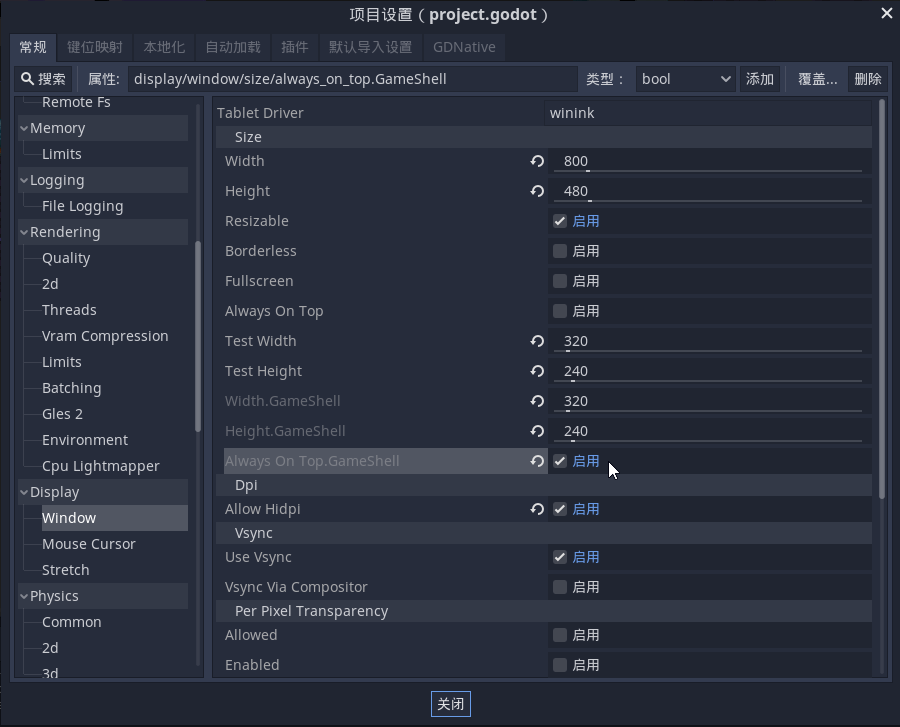 项目设置（project.godot）
常规 键位映射 本地化 自动加载 插件 默认导入设置 GDNative
搜索 属性: display/window/size/always_on_top.GameShell 类型： bool 添加 覆盖... 删除
Remote Fs
Memory
Limits
Logging
File Logging
Rendering
Quality
2d
Threads
Vram Compression
Limits
Batching
Gles 2
Environment
Cpu Lightmapper
Display
Window
Mouse Cursor
Stretch
Physics
Common
2d
3d
Tablet Driver winink
Size
Width 800
Height 480
Resizable 启用
Borderless 启用
Fullscreen 启用
Always On Top 启用
Test Width 320
Test Height 240
Width.GameShell 320
Height.GameShell 240
Always On Top.GameShell 启用
Dpi
Allow Hidpi 启用
Vsync
Use Vsync 启用
Vsync Via Compositor 启用
Per Pixel Transparency
Allowed 启用
Enabled 启用
关闭